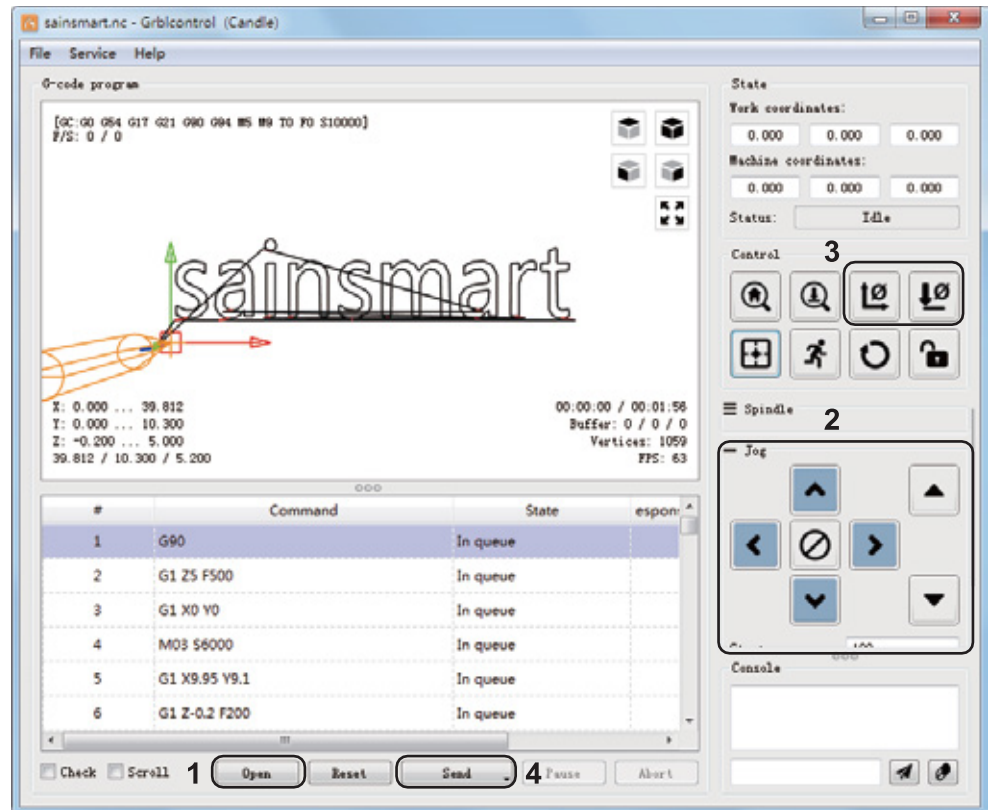 sainsmart.nc - Grblcontrol (Candle)
File Service Help
G-code program
[GC:G0 G54 G17 G21 G90 G94 M5 M9 T0 F0 S10000]
F/S: 0 / 0
sainsmart
X: 0.000 ... 39.812
Y: 0.000 ... 10.300
Z: -0.200 ... 5.000
39.812 / 10.300 / 5.200
00:00:00 / 00:01:56
Buffer: 0 / 0 / 0
Vertices: 1059
FPS: 63
# Command State espon:
1 G90 In queue
2 G1 Z5 F500 In queue
3 G1 X0 Y0 In queue
4 M03 S6000 In queue
5 G1 X9.95 Y9.1 In queue
6 G1 Z-0.2 F200 In queue
Check Scroll 1 Open Reset Send 4 Pause Abort
State
Work coordinates:
0.000 0.000 0.000
Machine coordinates:
0.000 0.000 0.000
Status: Idle
Control 3
Spindle 2
Jog
Console